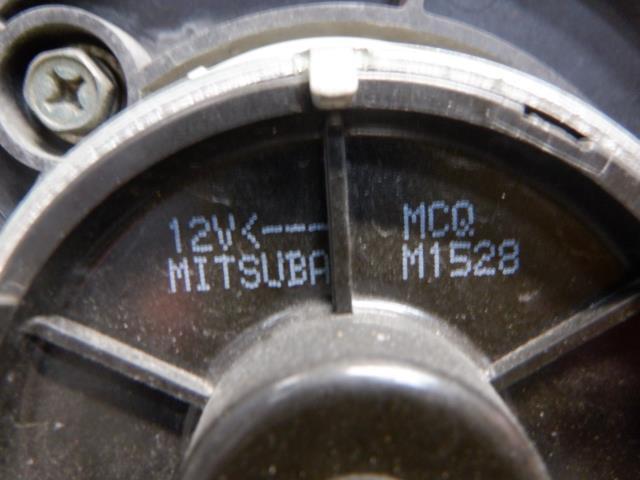 12V<--- MCQ
MITSUBA M1528